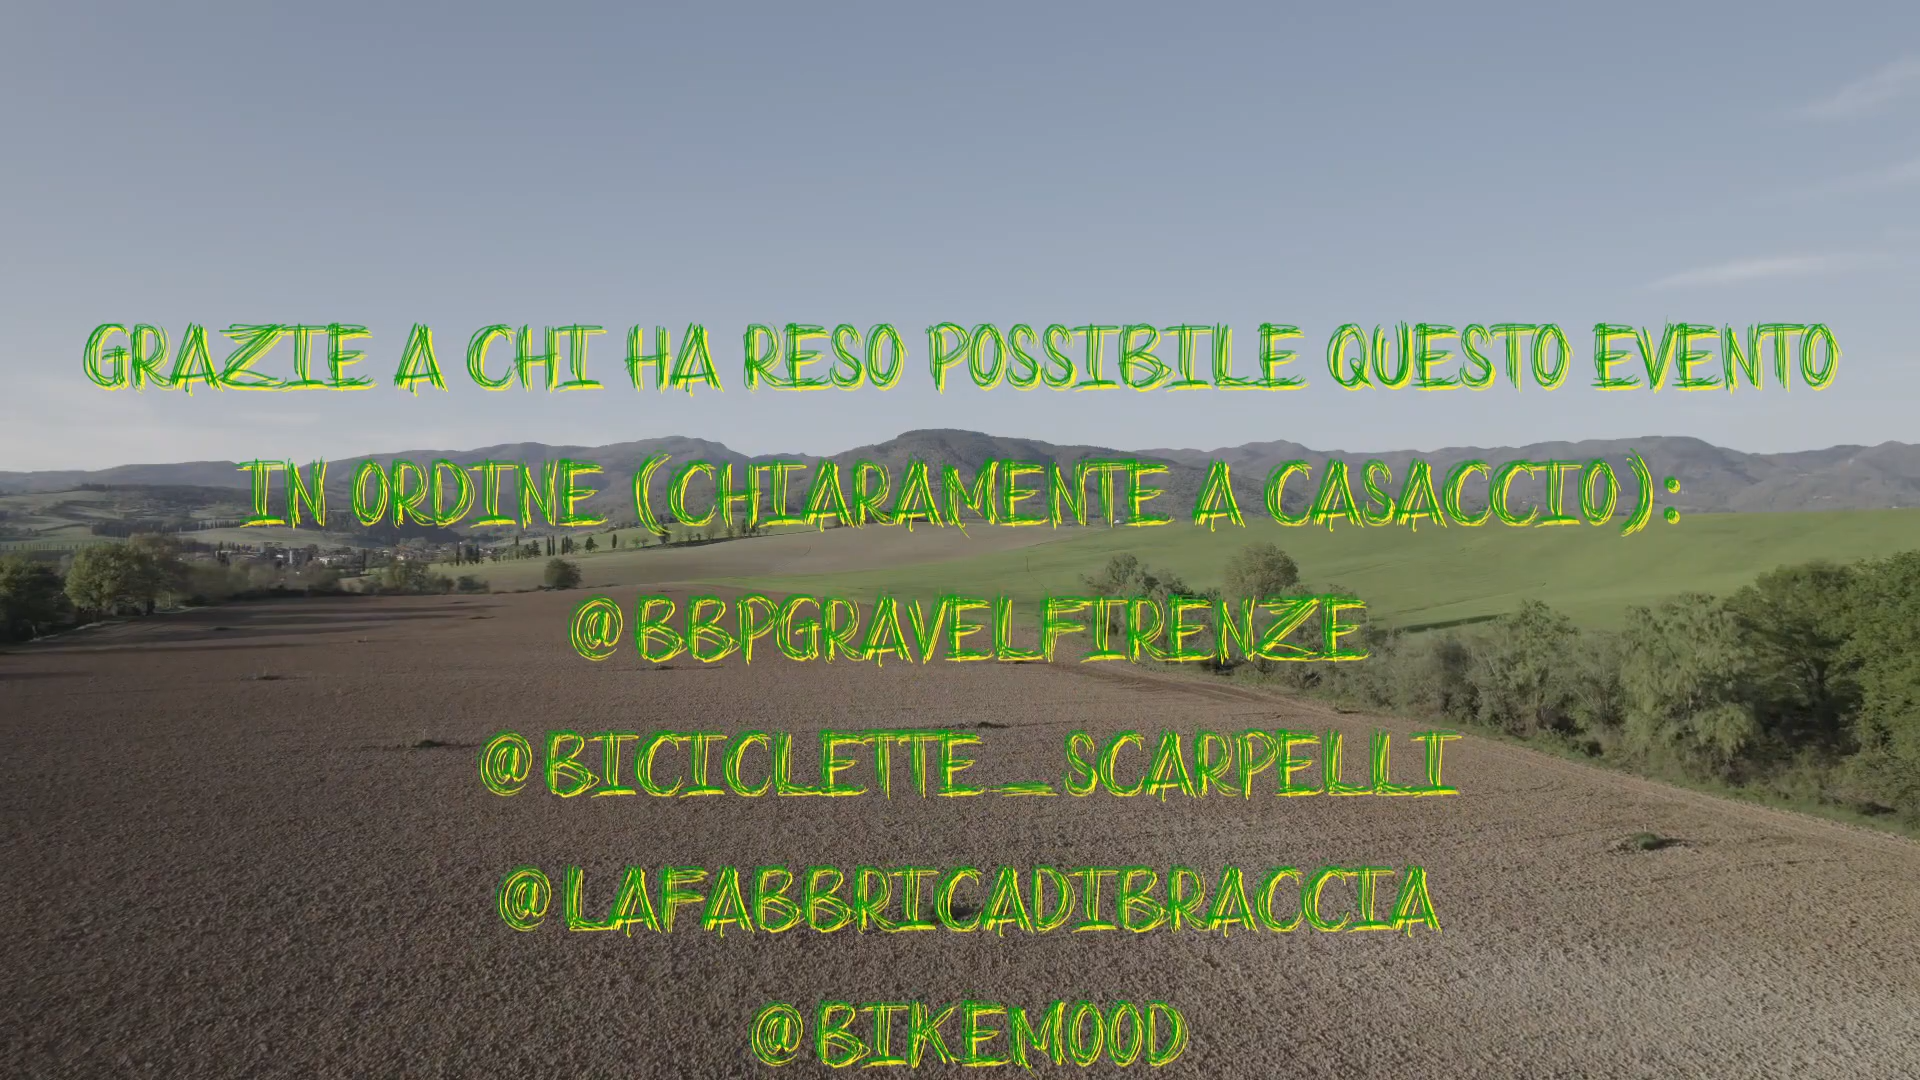 GRAZIE A CHI HA RESO POSSIBILE QUESTO EVENTO
IN ORDINE (CHIARAMENTE A CASACCIO):
@BBPGRAVELFIRENZE
@BICICLETTE_SCARPELLI
@LAFABBRICADIBRACCIA
@BIKEMOOD